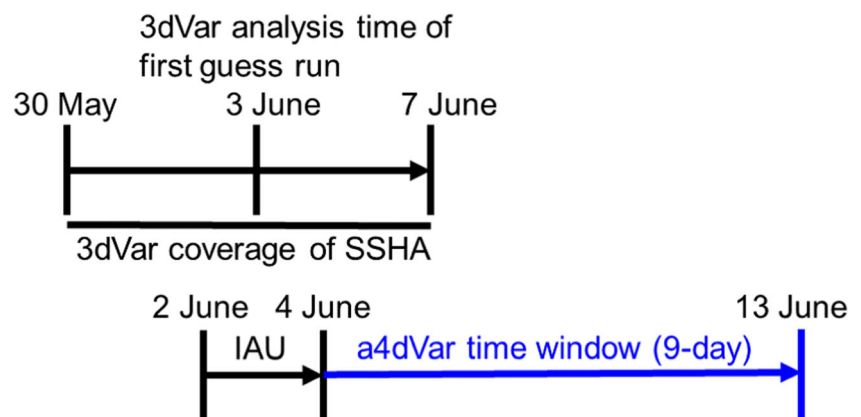 3dVar analysis time of
first guess run
30 May 3 June 7 June
3dVar coverage of SSHA
2 June 4 June 13 June
IAU a4dVar time window (9-day)